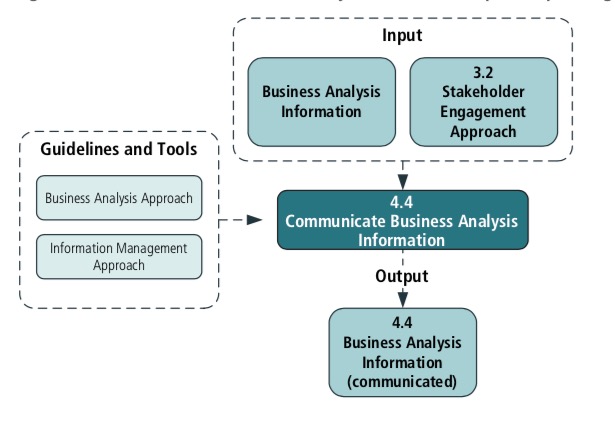 Input
Business Analysis
Information
3.2
Stakeholder
Engagement
Approach
Guidelines and Tools
Business Analysis Approach
Information Management
Approach
4.4
Communicate Business Analysis
Information
Output
4.4
Business Analysis
Information
(communicated)